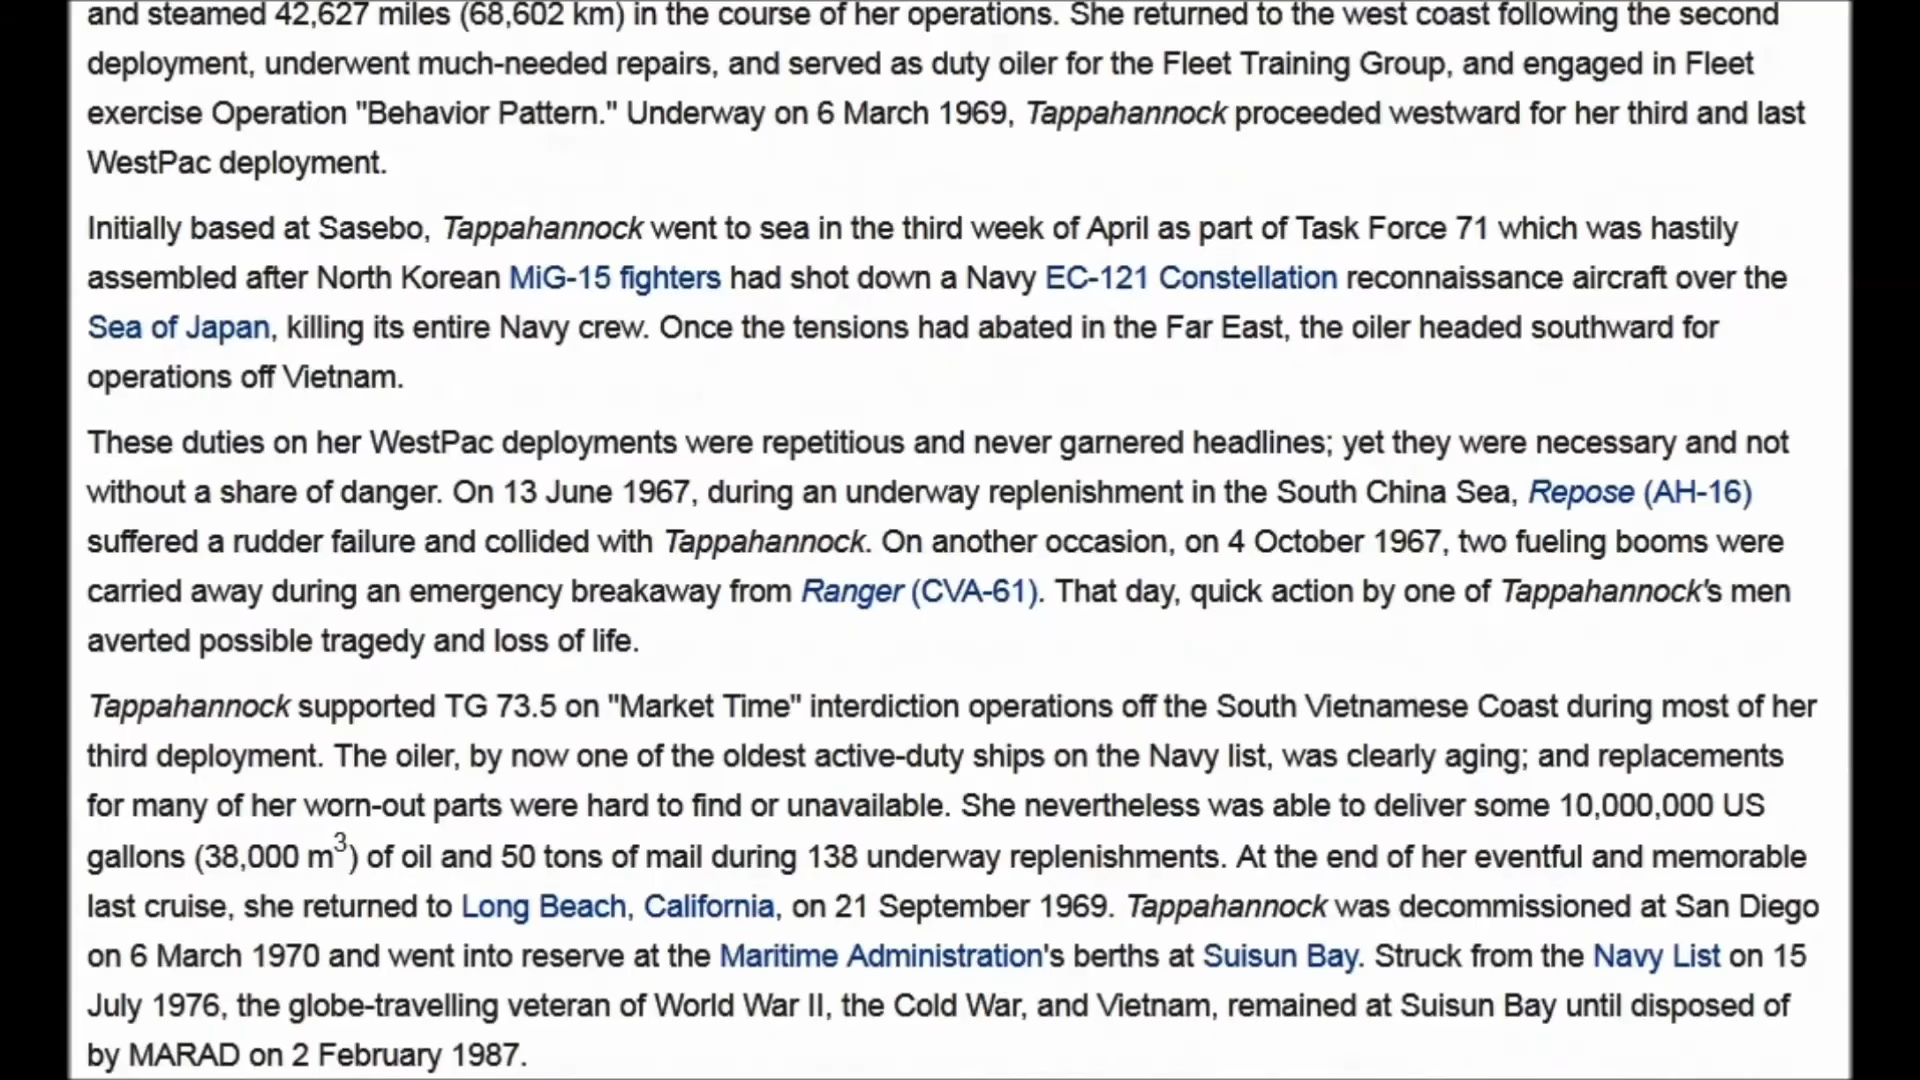 and steamed 42,627 miles (68,602 km) in the course of her operations. She returned to the west coast following the second
deployment, underwent much-needed repairs, and served as duty oiler for the Fleet Training Group, and engaged in Fleet
exercise Operation "Behavior Pattern." Underway on 6 March 1969, Tappahannock proceeded westward for her third and last
WestPac deployment.
Initially based at Sasebo, Tappahannock went to sea in the third week of April as part of Task Force 71 which was hastily
assembled after North Korean MiG-15 fighters had shot down a Navy EC-121 Constellation reconnaissance aircraft over the
Sea of Japan, killing its entire Navy crew. Once the tensions had abated in the Far East, the oiler headed southward for
operations off Vietnam.
These duties on her WestPac deployments were repetitious and never garnered headlines; yet they were necessary and not
without a share of danger. On 13 June 1967, during an underway replenishment in the South China Sea, Repose (AH-16)
suffered a rudder failure and collided with Tappahannock. On another occasion, on 4 October 1967, two fueling booms were
carried away during an emergency breakaway from Ranger (CVA-61). That day, quick action by one of Tappahannock's men
averted possible tragedy and loss of life.
Tappahannock supported TG 73.5 on "Market Time" interdiction operations off the South Vietnamese Coast during most of her
third deployment. The oiler, by now one of the oldest active-duty ships on the Navy list, was clearly aging; and replacements
for many of her worn-out parts were hard to find or unavailable. She nevertheless was able to deliver some 10,000,000 US
gallons (38,000 m³) of oil and 50 tons of mail during 138 underway replenishments. At the end of her eventful and memorable
last cruise, she returned to Long Beach, California, on 21 September 1969. Tappahannock was decommissioned at San Diego
on 6 March 1970 and went into reserve at the Maritime Administration's berths at Suisun Bay. Struck from the Navy List on 15
July 1976, the globe-travelling veteran of World War II, the Cold War, and Vietnam, remained at Suisun Bay until disposed of
by MARAD on 2 February 1987.